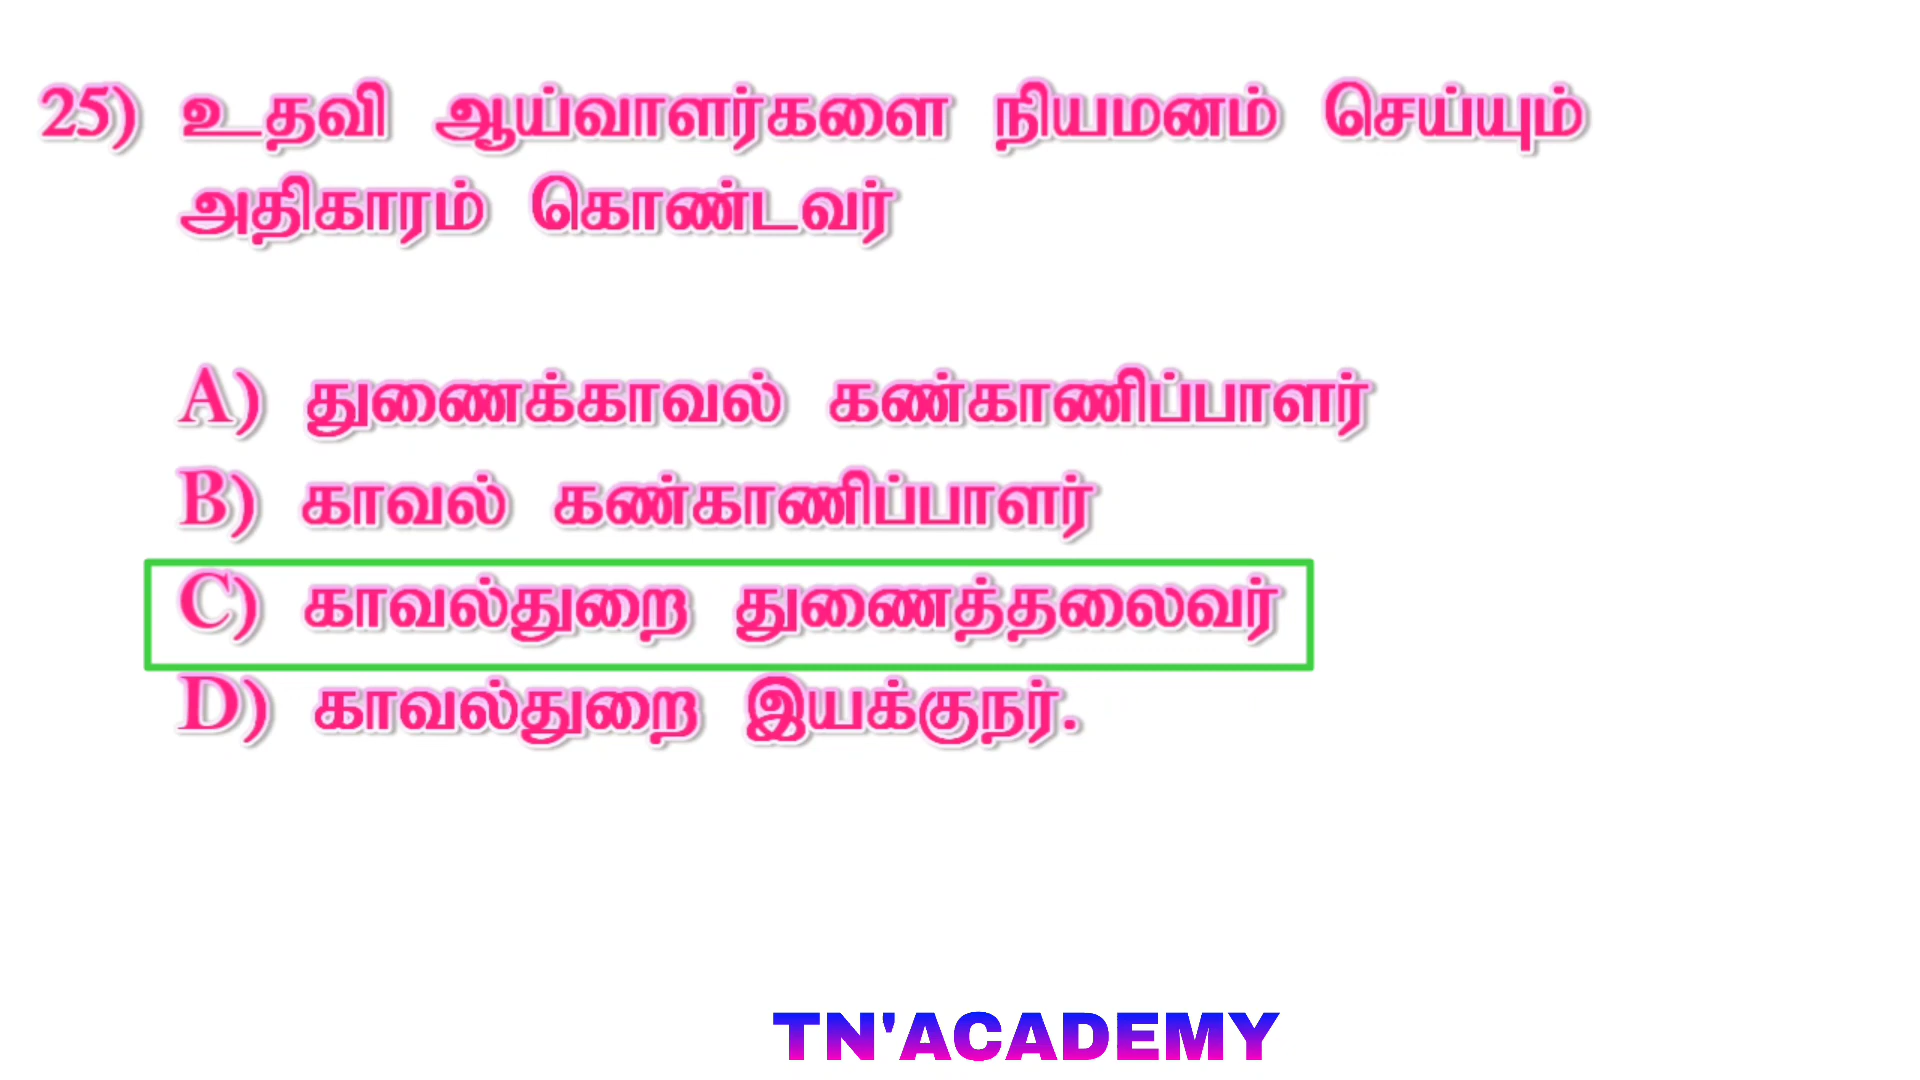 25) உதவி ஆய்வாளர்களை நியமனம் செய்யும்
அதிகாரம் கொண்டவர்
A) துணைக்காவல் கண்காணிப்பாளர்
B) காவல் கண்காணிப்பாளர்
C) காவல்துறை துணைத்தலைவர்
D) காவல்துறை இயக்குநர்.
TN'ACADEMY